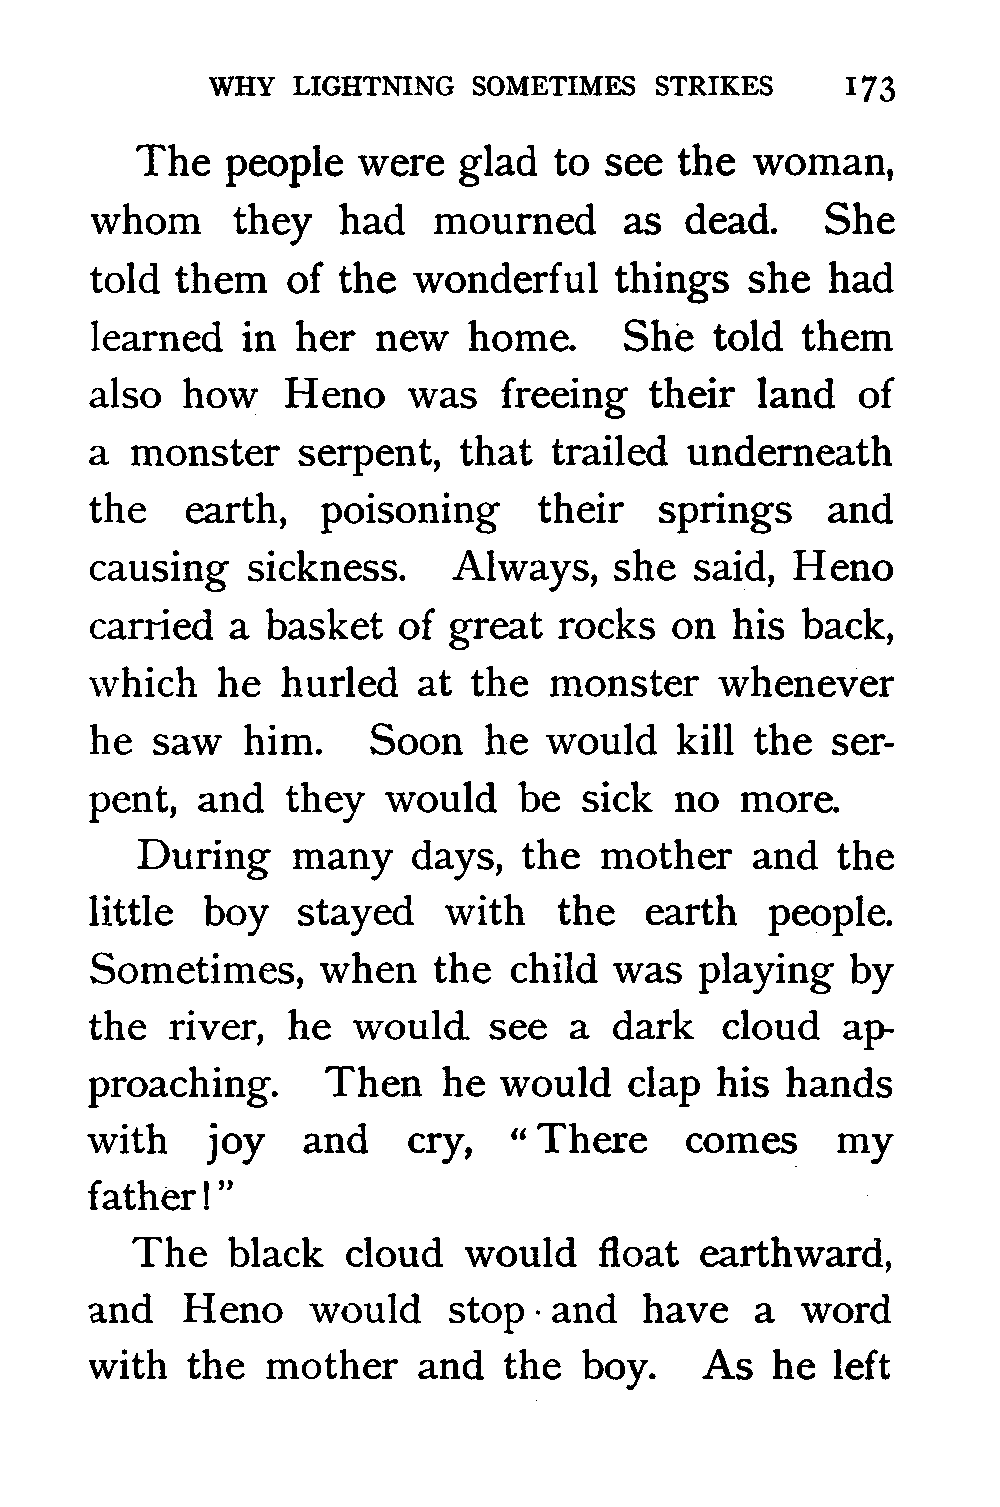 WHY LIGHTNING SOMETIMES STRIKES 173
The people were glad to see the woman,
whom they had mourned as dead. She
told them of the wonderful things she had
learned in her new home. She told them
also how Heno was freeing their land of
a monster serpent, that trailed underneath
the earth, poisoning their springs and
causing sickness. Always, she said, Heno
carried a basket of great rocks on his back,
which he hurled at the monster whenever
he saw him. Soon he would kill the ser-
pent, and they would be sick no more.
During many days, the mother and the
little boy stayed with the earth people.
Sometimes, when the child was playing by
the river, he would see a dark cloud ap-
proaching. Then he would clap his hands
with joy and cry, “There comes my
father!”
The black cloud would float earthward,
and Heno would stop and have a word
with the mother and the boy. As he left